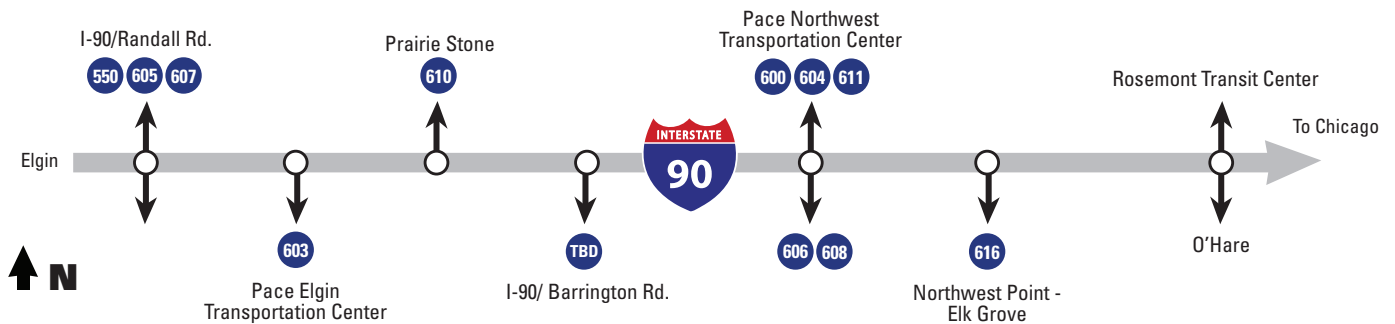 I-90/Randall Rd.
550 605 607
Prairie Stone
610
Pace Northwest
Transportation Center
600 604 611
Rosemont Transit Center
To Chicago
Elgin
INTERSTATE
90
603
Pace Elgin
Transportation Center
TBD
I-90/ Barrington Rd.
606 608
616
Northwest Point -
Elk Grove
O'Hare
N